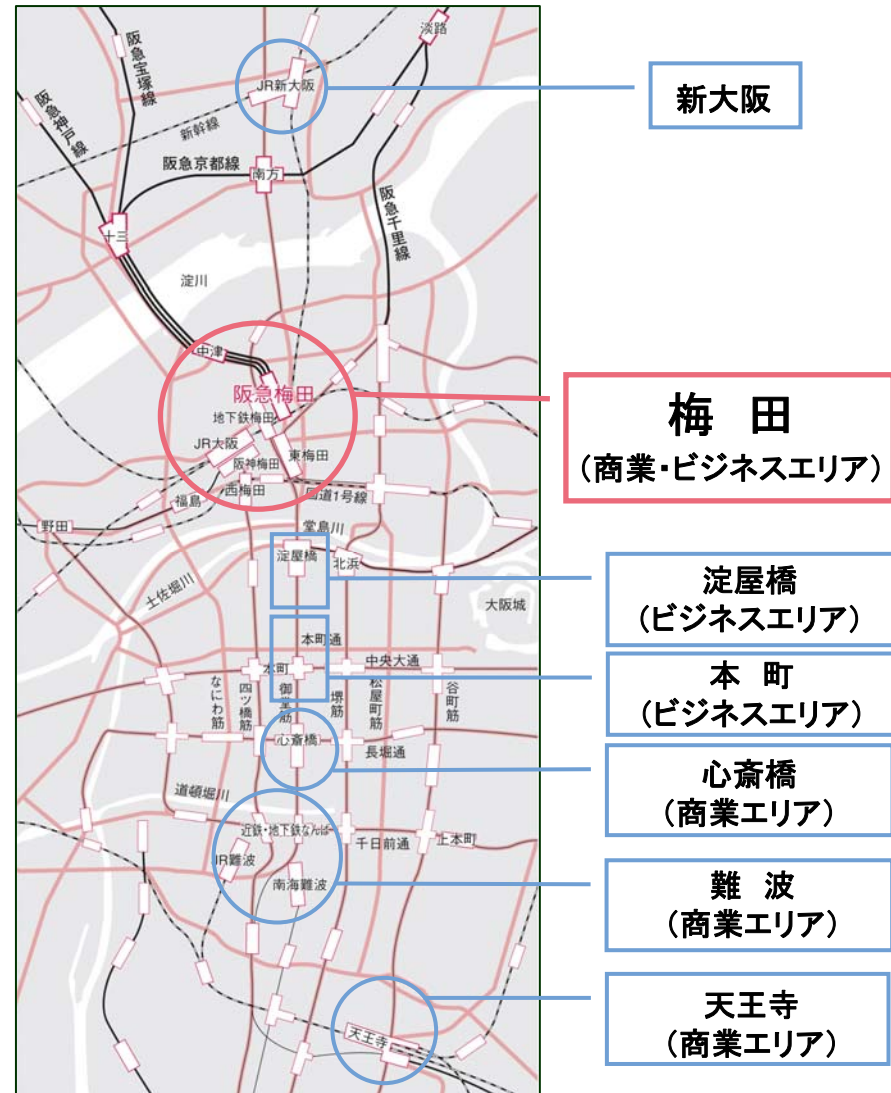 淡路
阪急宝塚線
JR新大阪
新大阪
阪急神戸線
新幹線
阪急京都線
南方
阪急千里線
十三
淀川
中津
阪急梅田
梅 田
地下鉄梅田
(商業・ビジネスエリア)
JR大阪
阪神梅田
東梅田
西梅田
国道1号線
福島
野田
堂島川
淀屋橋
北浜
淀屋橋
(ビジネスエリア)
土佐堀川
大阪城
本町通
本町
中央大通
本 町
(ビジネスエリア)
なにわ筋
四ツ橋筋
御堂筋
堺筋
松屋町筋
谷町筋
心斎橋
長堀通
心斎橋
(商業エリア)
道頓堀川
近鉄・地下鉄なんば
千日前通
上本町
JR難波
南海難波
難 波
(商業エリア)
天王寺
天王寺
(商業エリア)